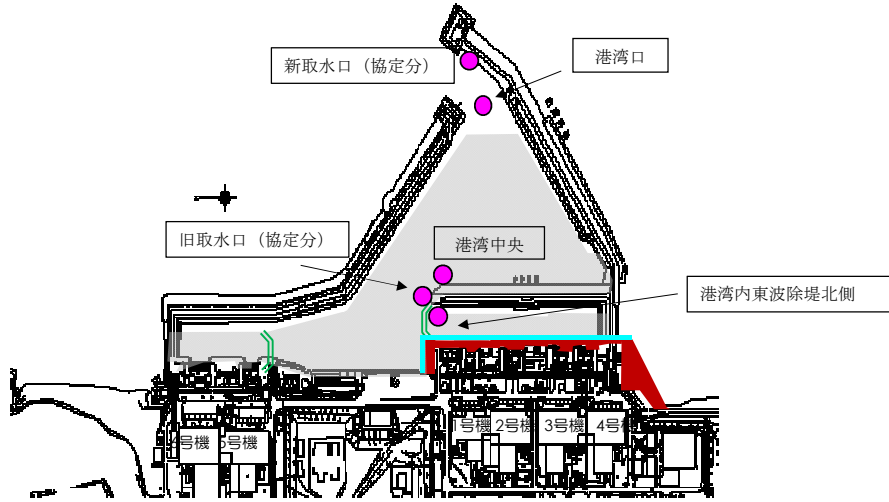 新取水口（協定分）
港湾口
旧取水口（協定分）
港湾中央
港湾内東波除堤北側
5号機
1号機 2号機 3号機 4号機